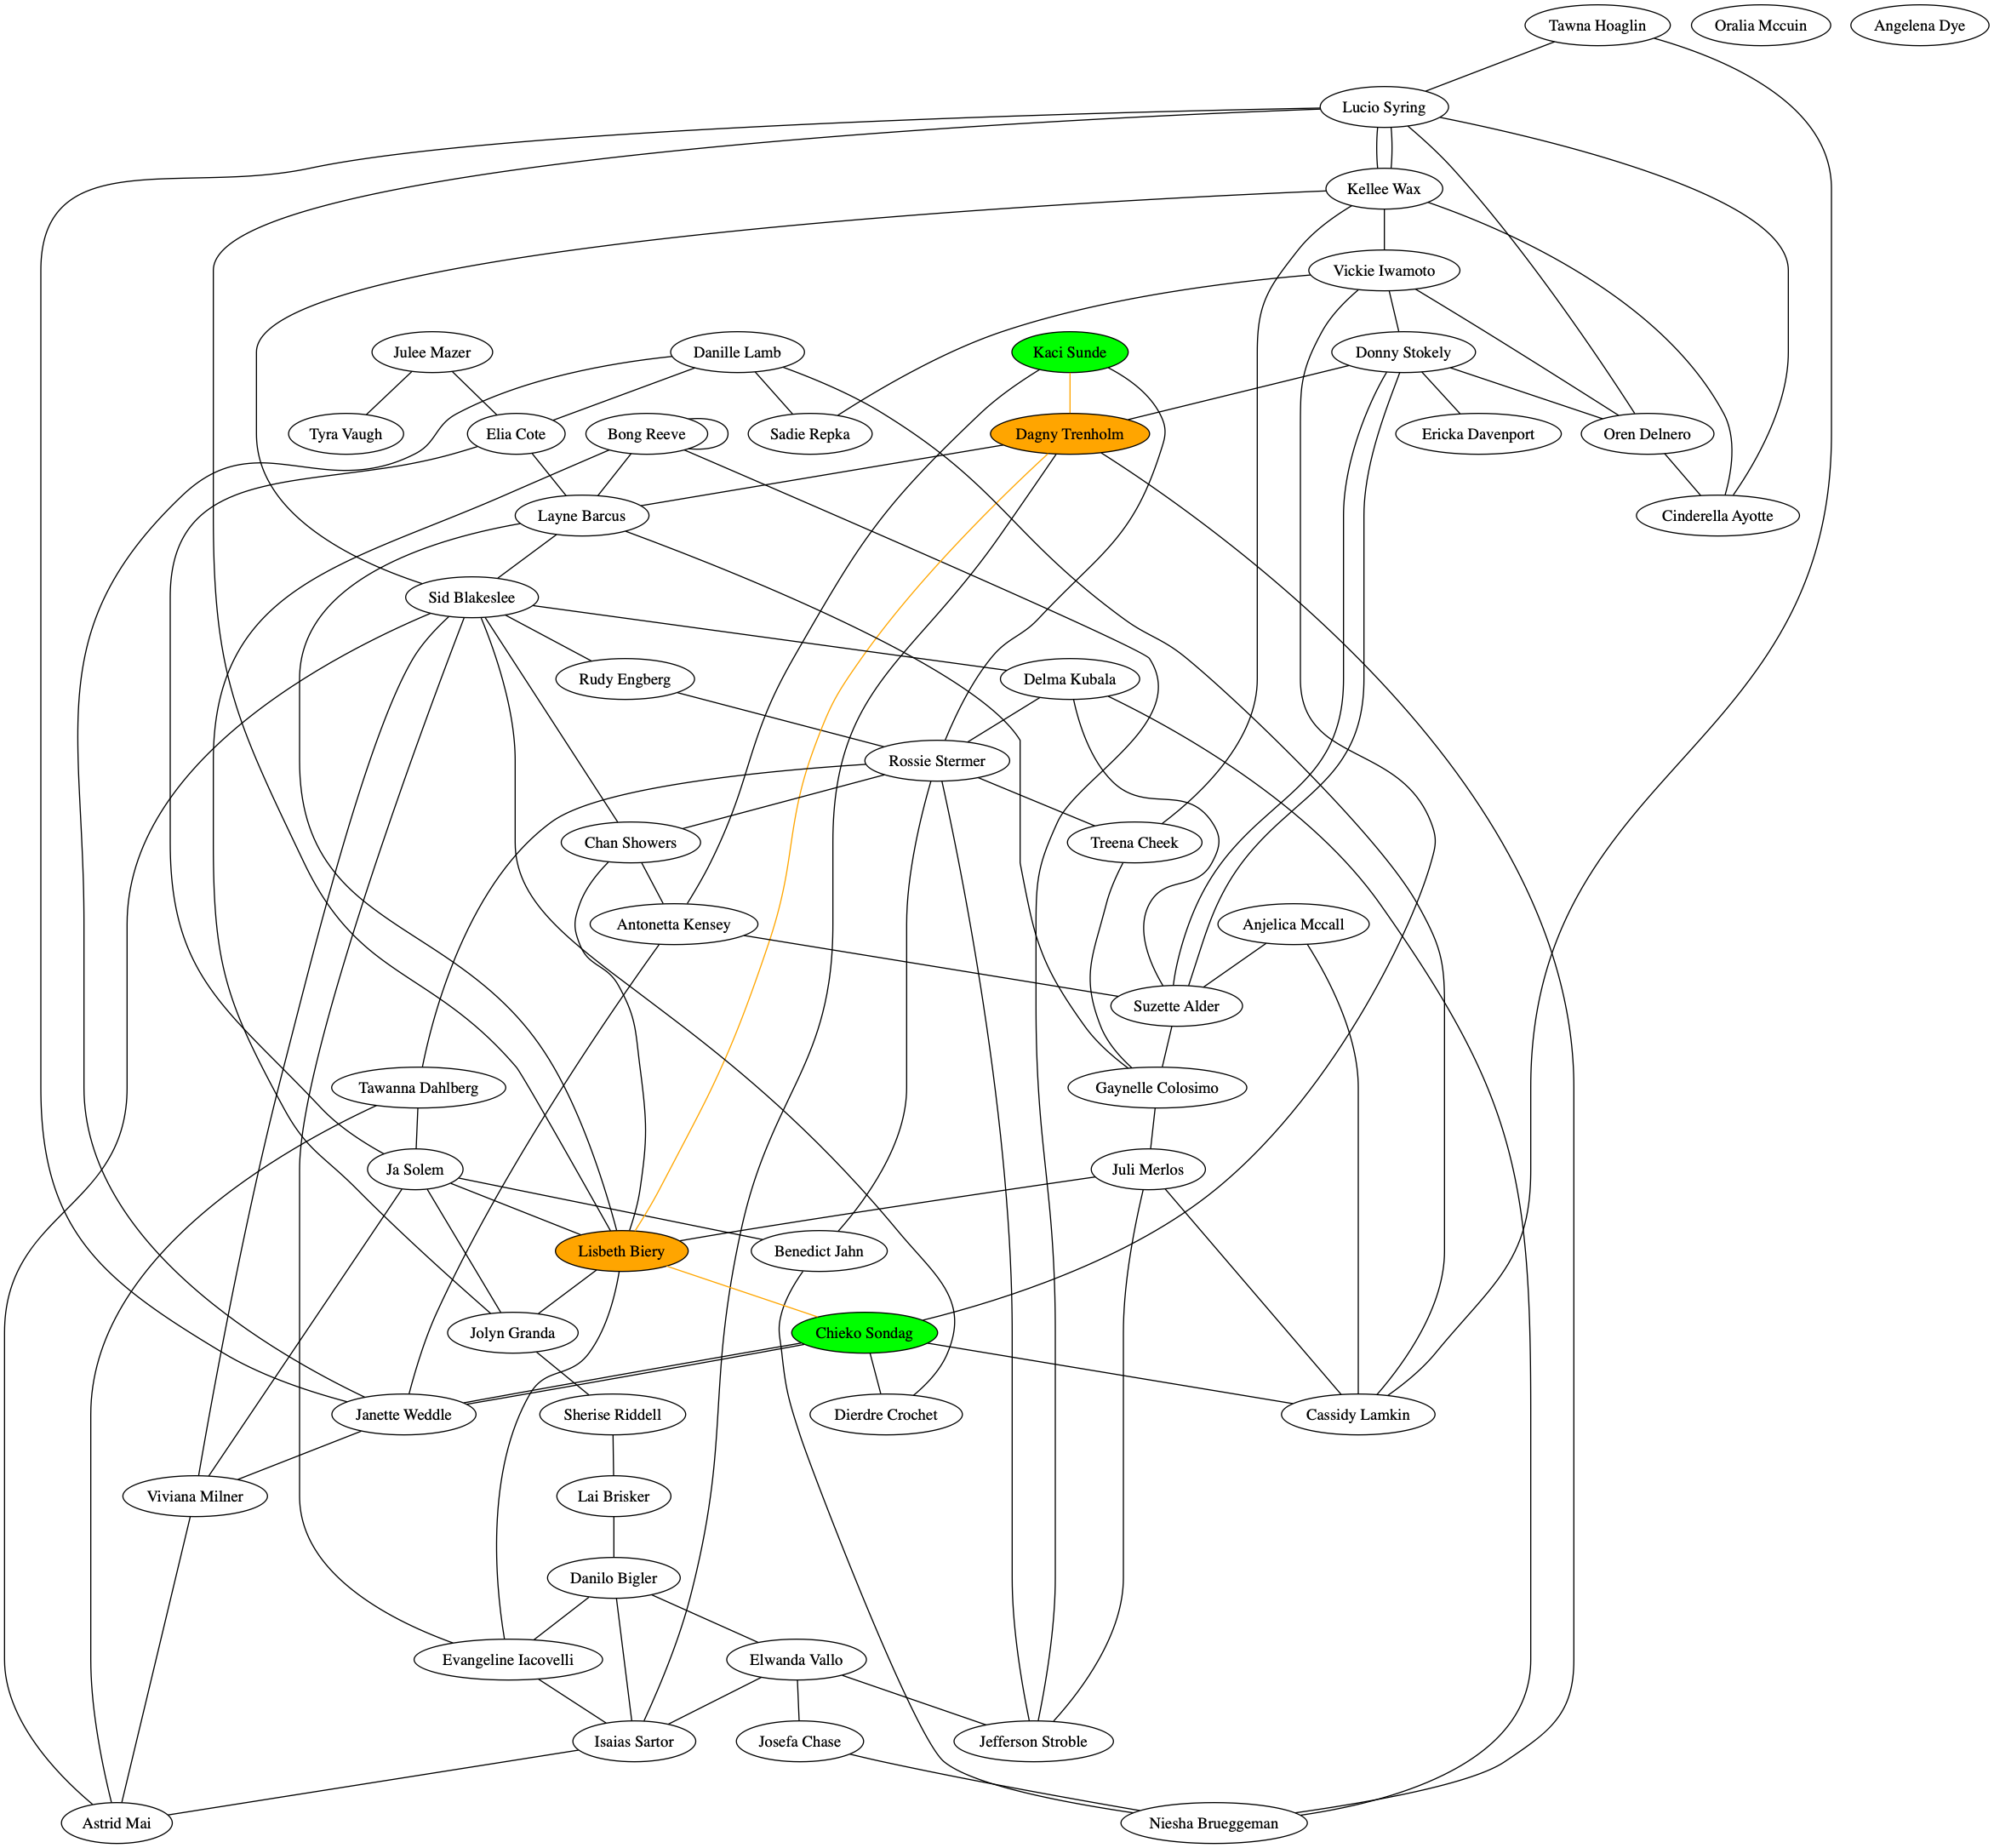 Tawna Hoaglin
Oralia Mccuin
Angelena Dye
Lucio Syring
Kellee Wax
Vickie Iwamoto
Julee Mazer
Danille Lamb
Kaci Sunde
Donny Stokely
Tyra Vaugh
Elia Cote
Bong Reeve
Sadie Repka
Dagny Trenholm
Ericka Davenport
Oren Delnero
Layne Barcus
Cinderella Ayotte
Sid Blakeslee
Rudy Engberg
Delma Kubala
Rossie Stermer
Chan Showers
Treena Cheek
Antonetta Kensey
Anjelica Mccall
Suzette Alder
Tawanna Dahlberg
Gaynelle Colosimo
Ja Solem
Juli Merlos
Lisbeth Biery
Benedict Jahn
Jolyn Granda
Chieko Sondag
Janette Weddle
Sherise Riddell
Dierdre Crochet
Cassidy Lamkin
Viviana Milner
Lai Brisker
Danilo Bigler
Evangeline Iacovelli
Elwanda Vallo
Isaias Sartor
Josefa Chase
Jefferson Stroble
Astrid Mai
Niesha Brueggeman